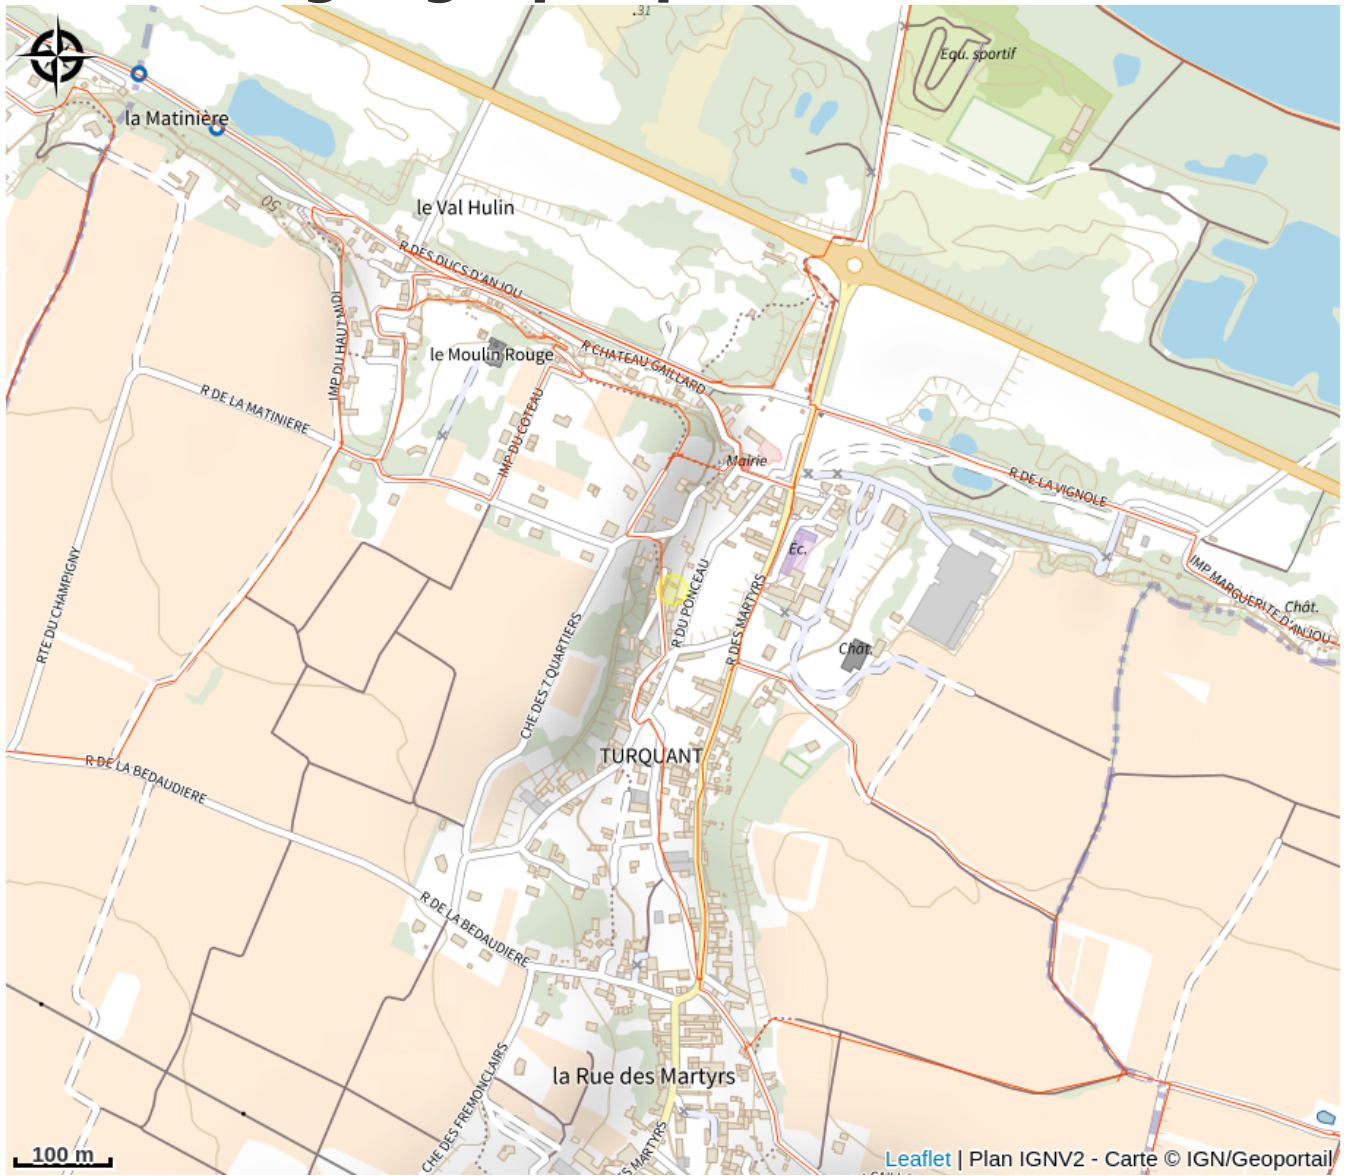 .31
Equ. sportif
la Matinière
50
le Val Hulin
R DES DUCS D'ANJOU
IMP DU HAUT MIDI
le Moulin Rouge
R CHATEAU GAILLARD
R DE LA MATINIERE
IMP DU COTEAU
Mairie
R DE LA VIGNOLE
Ec.
RTE DU CHAMPIGNY
R DU PONCEAU
R DES MARTYRS
IMP MARGUERITE D'ANJOU
Chât.
Chât.
CHE DES 7 QUARTIERS
TURQUANT
R DE LA BEDAUDIERE
R DE LA BEDAUDIERE
la Rue des Martyrs
CHE DES FREMONCLAIRS
S MARTYRS
100 m
Leaflet | Plan IGNV2 - Carte © IGN/Geoportail